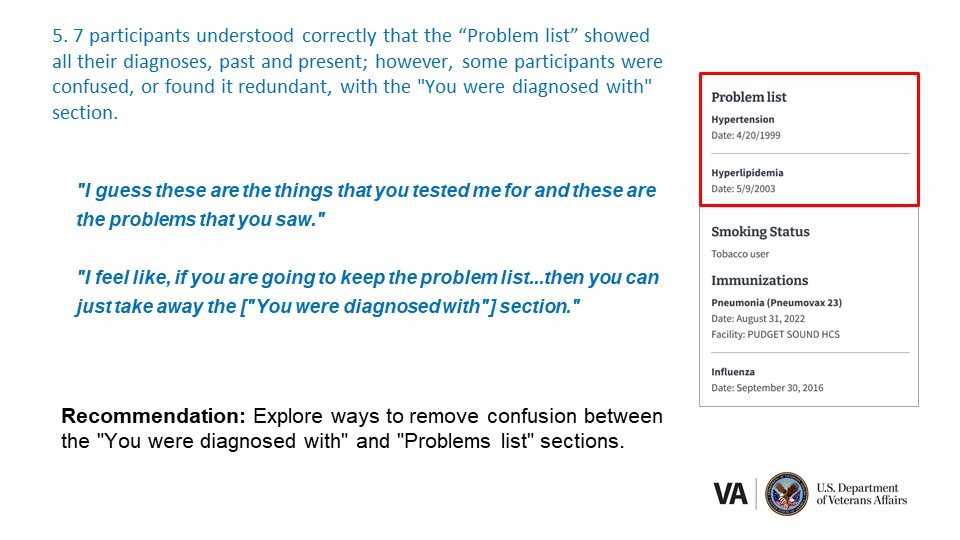 5. 7 participants understood correctly that the “Problem list” showed
all their diagnoses, past and present; however, some participants were
confused, or found it redundant, with the "You were diagnosed with"
section.
"I guess these are the things that you tested me for and these are
the problems that you saw."
"I feel like, if you are going to keep the problem list...then you can
just take away the ["You were diagnosed with"] section."
Recommendation: Explore ways to remove confusion between
the "You were diagnosed with" and "Problems list" sections.
Problem list
Hypertension
Date: 4/20/1999
Hyperlipidemia
Date: 5/9/2003
Smoking Status
Tobacco user
Immunizations
Pneumonia (Pneumovax 23)
Date: August 31, 2022
Facility: PUDGET SOUND HCS
Influenza
Date: September 30, 2016
VA
U.S. Department
of Veterans Affairs